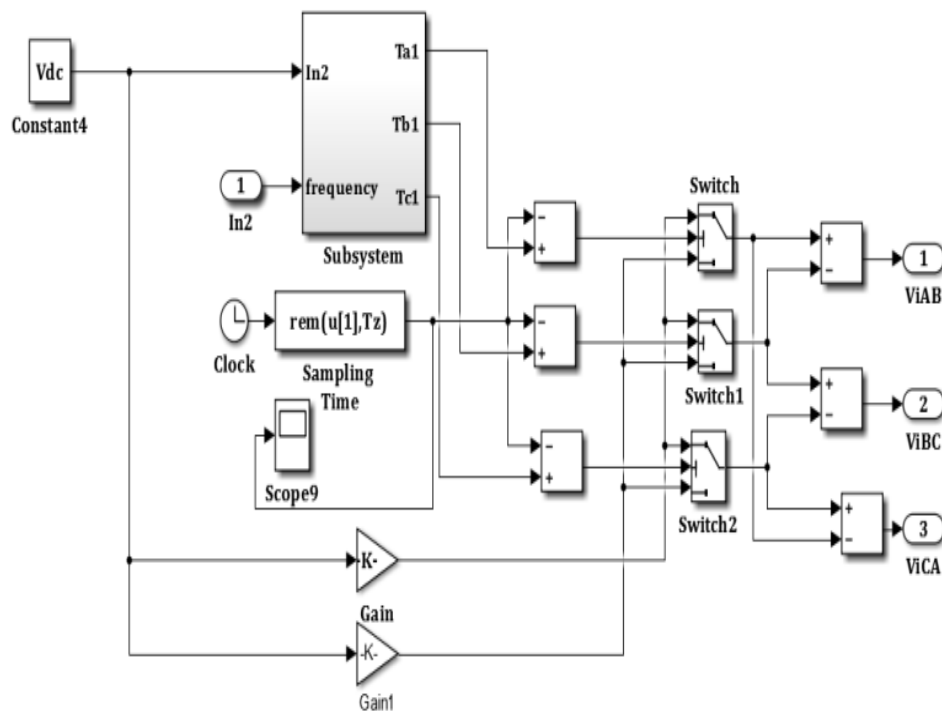 Vdc
Constant4
In2
frequency
Ta1
Tb1
Tc1
Subsystem
1
In2
Clock
rem(u[1],Tz)
Sampling
Time
Scope9
-
+
-
+
-
+
Switch
Switch1
Switch2
+
-
1
ViAB
+
-
2
ViBC
+
-
3
ViCA
-K-
Gain
-K-
Gain1